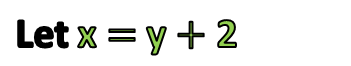 Let x = y + 2